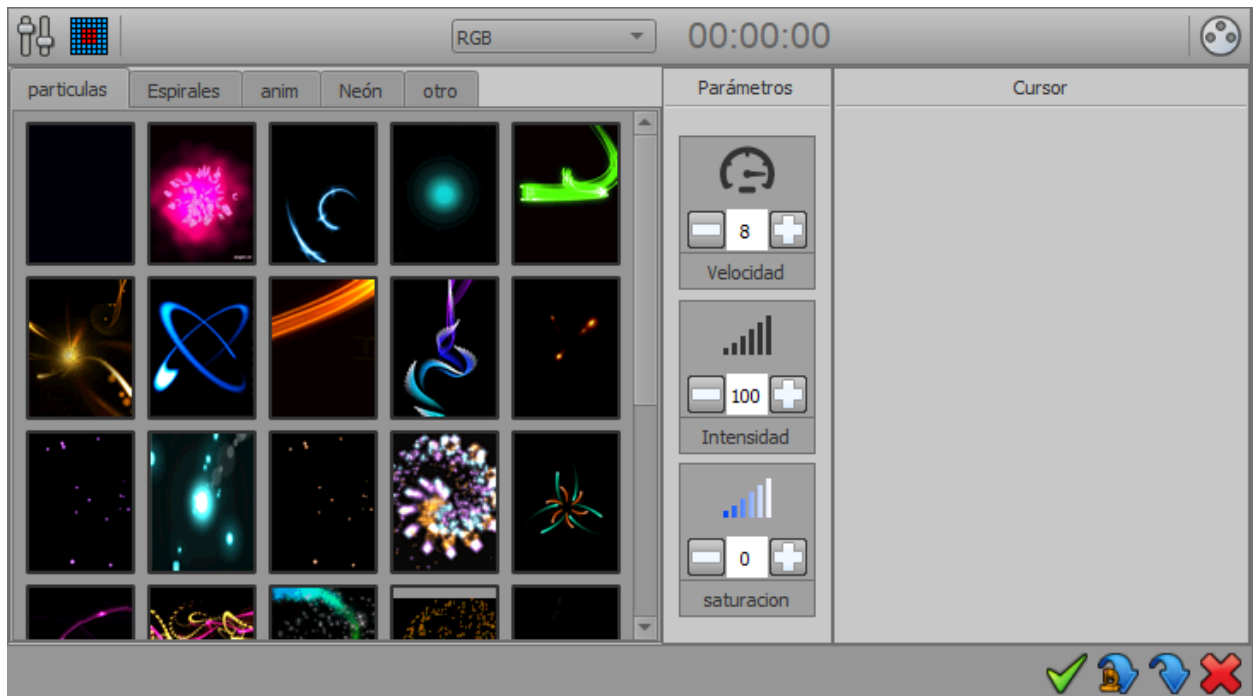 RGB
00:00:00
particulas
Espirales
anim
Neón
otro
Parámetros
Cursor
8
Velocidad
100
Intensidad
0
saturacion